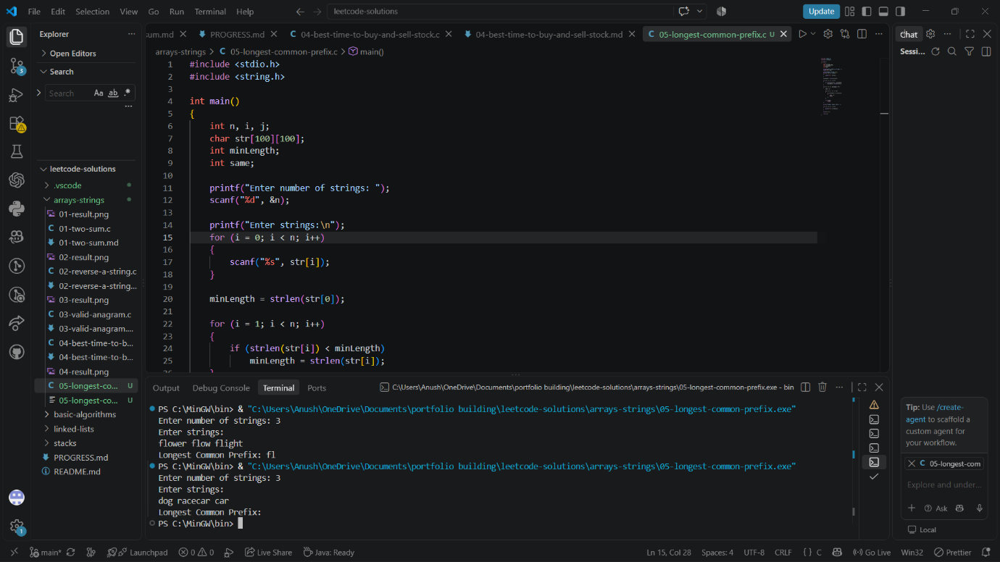 File Edit Selection View Go Run Terminal Help
leetcode-solutions
Update
Explorer
Open Editors
Search
Search
Aa ab .*
leetcode-solutions
.vscode
arrays-strings
01-result.png
C 01-two-sum.c
01-two-sum.md
02-result.png
C 02-reverse-a-string.c
02-reverse-a-string...
03-result.png
C 03-valid-anagram.c
03-valid-anagram....
C 04-best-time-to-b...
04-best-time-to-b...
04-result.png
C 05-longest-co... U
05-longest-co... U
basic-algorithms
linked-lists
stacks
PROGRESS.md
README.md
sum.md PROGRESS.md C 04-best-time-to-buy-and-sell-stock.c 04-best-time-to-buy-and-sell-stock.md C 05-longest-common-prefix.c U
arrays-strings > C 05-longest-common-prefix.c > main()
1 #include <stdio.h>
2 #include <string.h>
3
4 int main()
5 {
6 int n, i, j;
7 char str[100][100];
8 int minLength;
9 int same;
10
11 printf("Enter number of strings: ");
12 scanf("%d", &n);
13
14 printf("Enter strings:\n");
15 for (i = 0; i < n; i++)
16 {
17 scanf("%s", str[i]);
18 }
19
20 minLength = strlen(str[0]);
21
22 for (i = 1; i < n; i++)
23 {
24 if (strlen(str[i]) < minLength)
25 minLength = strlen(str[i]);
Output Debug Console Terminal Ports
C:\Users\Anush\OneDrive\Documents\portfolio building\leetcode-solutions\arrays-strings\05-longest-common-prefix.exe - bin
PS C:\MinGW\bin> & "C:\Users\Anush\OneDrive\Documents\portfolio building\leetcode-solutions\arrays-strings\05-longest-common-prefix.exe"
Enter number of strings: 3
Enter strings:
flower flow flight
Longest Common Prefix: fl
PS C:\MinGW\bin> & "C:\Users\Anush\OneDrive\Documents\portfolio building\leetcode-solutions\arrays-strings\05-longest-common-prefix.exe"
Enter number of strings: 3
Enter strings:
dog racecar car
Longest Common Prefix:
PS C:\MinGW\bin>
Chat
Sessi...
Tip: Use /create-
agent to scaffold a
custom agent for
your workflow.
C 05-longest-com
Explore and under...
Ask
Local
3
1
main* Launchpad 0 0 Live Share Java: Ready Ln 15, Col 28 Spaces: 4 UTF-8 CRLF { } C Go Live Win32 Prettier